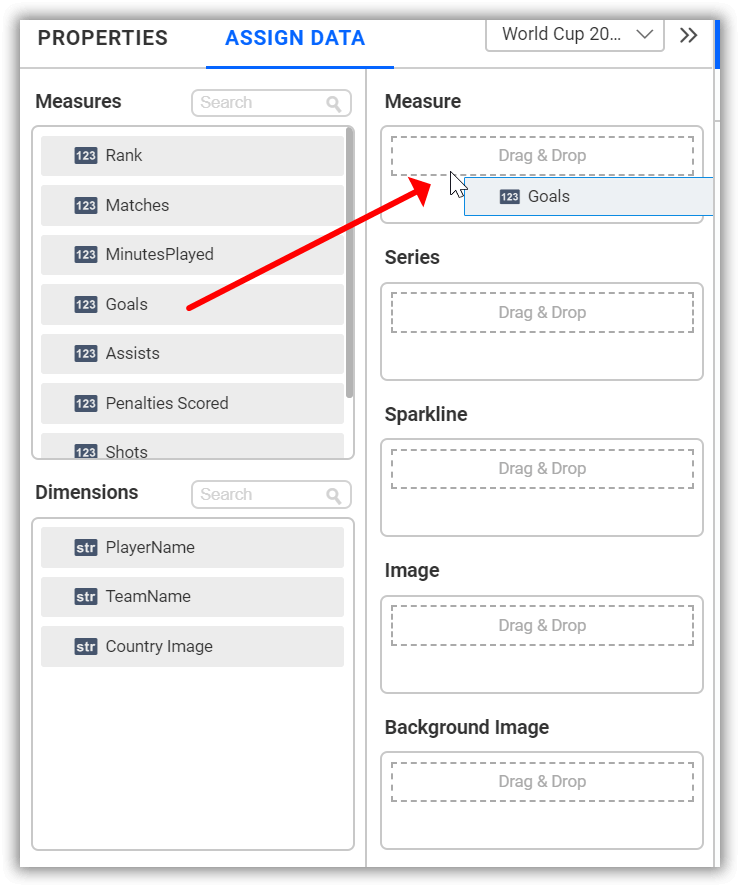 PROPERTIES
ASSIGN DATA
World Cup 20...
Measures
Search
123 Rank
123 Matches
123 MinutesPlayed
123 Goals
123 Assists
123 Penalties Scored
123 Shots
Dimensions
Search
str PlayerName
str TeamName
str Country Image
Measure
Drag & Drop
123 Goals
Series
Drag & Drop
Sparkline
Drag & Drop
Image
Drag & Drop
Background Image
Drag & Drop